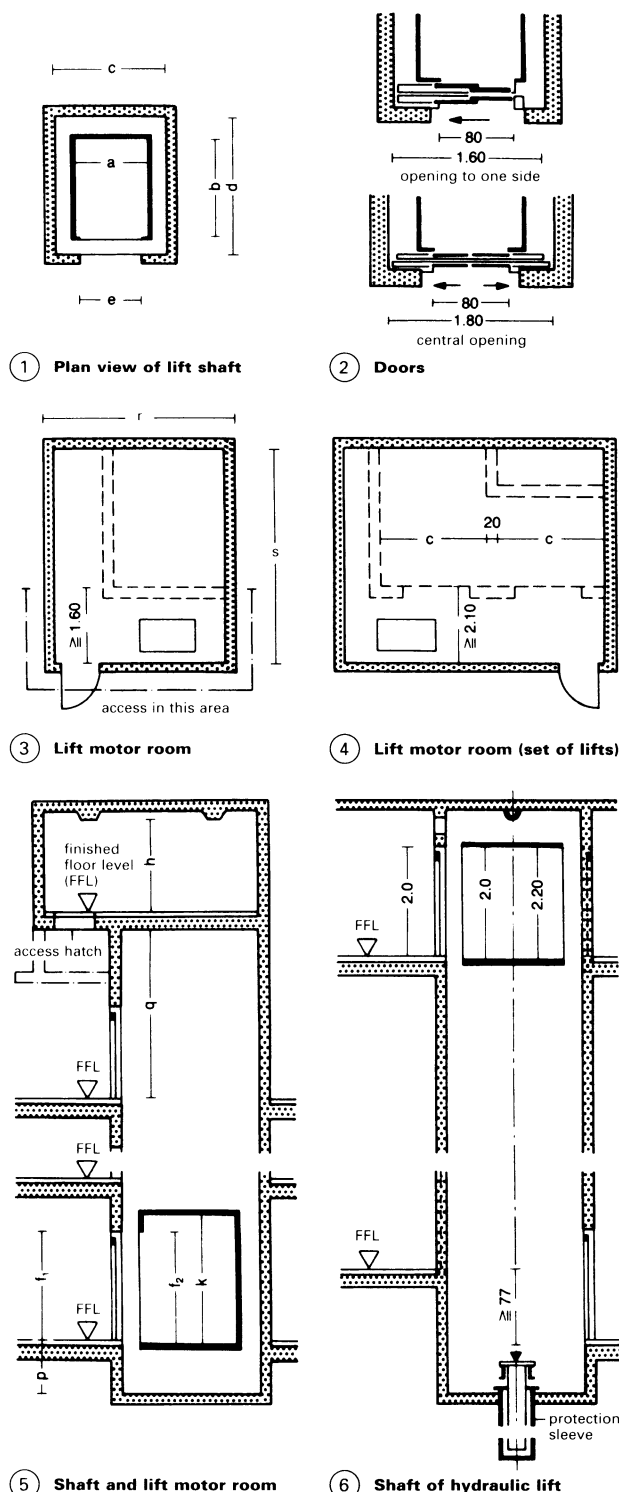 c
a
b
d
e
1 Plan view of lift shaft
80
1.60
opening to one side
80
1.80
central opening
2 Doors
r
s
≥ 1.60
access in this area
3 Lift motor room
20
c
c
≥ 2.10
4 Lift motor room (set of lifts)
finished
floor level
(FFL)
h
access hatch
q
FFL
FFL
f1
f2
k
FFL
p
5 Shaft and lift motor room
2.0
2.0
2.20
FFL
FFL
≥ 77
protection
sleeve
6 Shaft of hydraulic lift